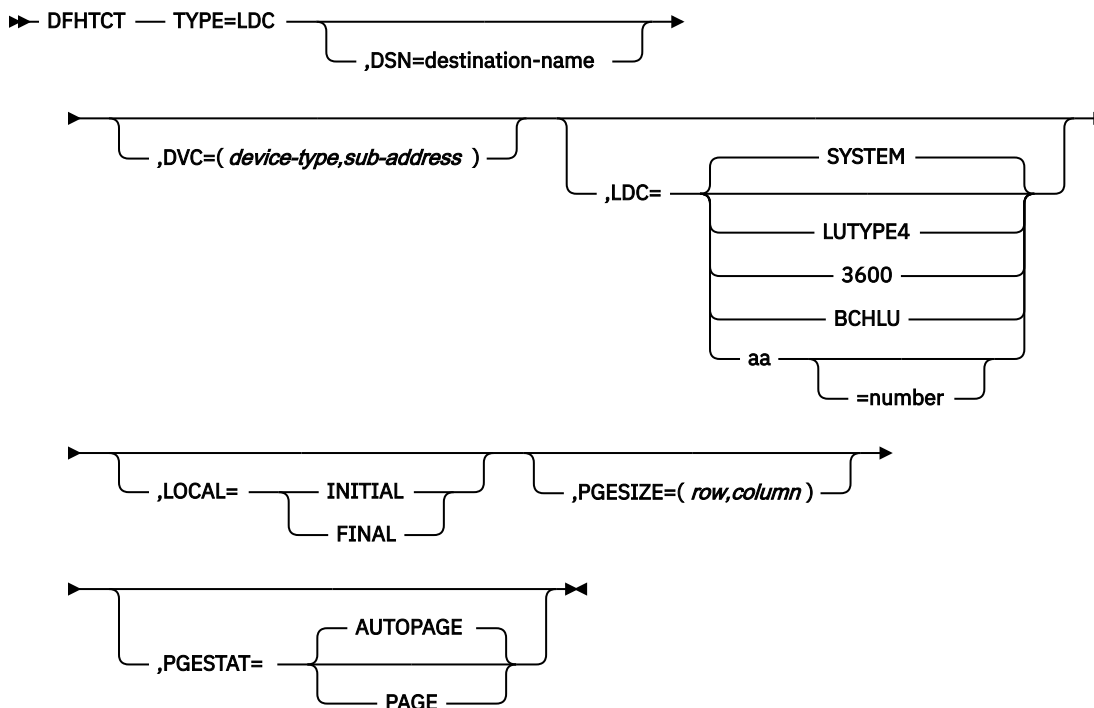 DFHTCT TYPE=LDC
,DSN=destination-name
,DVC=( device-type,sub-address )
,LDC=
SYSTEM
LUTYPE4
3600
BCHLU
aa
=number
,LOCAL=
INITIAL
FINAL
,PGESIZE=( row,column )
,PGESTAT=
AUTOPAGE
PAGE